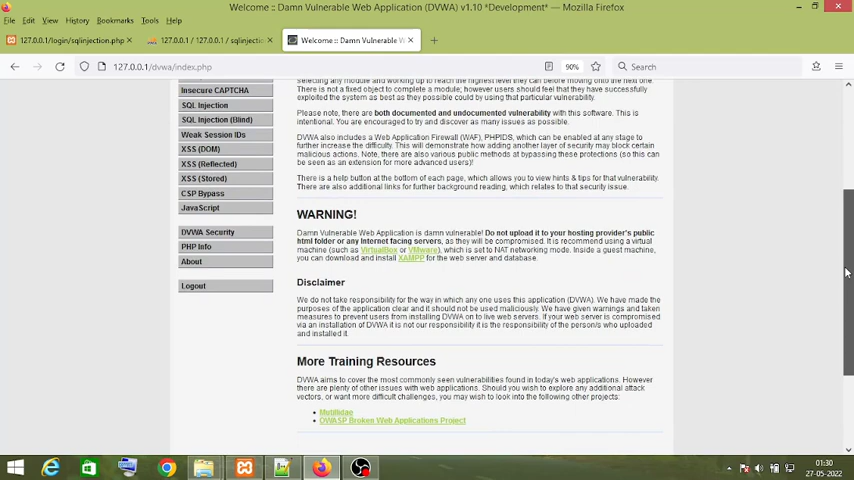 Welcome :: Damn Vulnerable Web Application (DVWA) v1.10 *Development* — Mozilla Firefox
File Edit View History Bookmarks Tools Help
127.0.0.1/login/sqlinjection.php
127.0.0.1 / 127.0.0.1 / sqlinjectio
Welcome :: Damn Vulnerable W
127.0.0.1/dvwa/index.php
90%
Search
Insecure CAPTCHA
SQL Injection
SQL Injection (Blind)
Weak Session IDs
XSS (DOM)
XSS (Reflected)
XSS (Stored)
CSP Bypass
JavaScript
DVWA Security
PHP Info
About
Logout
selecting any module and working up to reach the highest level they can before moving onto the next one.
There is not a fixed object to complete a module; however users should feel that they have successfully
exploited the system as best as they possible could by using that particular vulnerability.
Please note, there are both documented and undocumented vulnerability with this software. This is
intentional. You are encouraged to try and discover as many issues as possible.
DVWA also includes a Web Application Firewall (WAF), PHPIDS, which can be enabled at any stage to
further increase the difficulty. This will demonstrate how adding another layer of security may block certain
malicious actions. Note, there are also various public methods at bypassing these protections (so this can
be seen as an extension for more advanced users)!
There is a help button at the bottom of each page, which allows you to view hints & tips for that vulnerability.
There are also additional links for further background reading, which relates to that security issue.
WARNING!
Damn Vulnerable Web Application is damn vulnerable! Do not upload it to your hosting provider's public
html folder or any Internet facing servers, as they will be compromised. It is recommend using a virtual
machine (such as VirtualBox or VMware), which is set to NAT networking mode. Inside a guest machine,
you can download and install XAMPP for the web server and database.
Disclaimer
We do not take responsibility for the way in which any one uses this application (DVWA). We have made the
purposes of the application clear and it should not be used maliciously. We have given warnings and taken
measures to prevent users from installing DVWA on to live web servers. If your web server is compromised
via an installation of DVWA it is not our responsibility it is the responsibility of the person/s who uploaded
and installed it.
More Training Resources
DVWA aims to cover the most commonly seen vulnerabilities found in today's web applications. However
there are plenty of other issues with web applications. Should you wish to explore any additional attack
vectors, or want more difficult challenges, you may wish to look into the following other projects:
Mutillidae
OWASP Broken Web Applications Project
01:30
27-05-2022